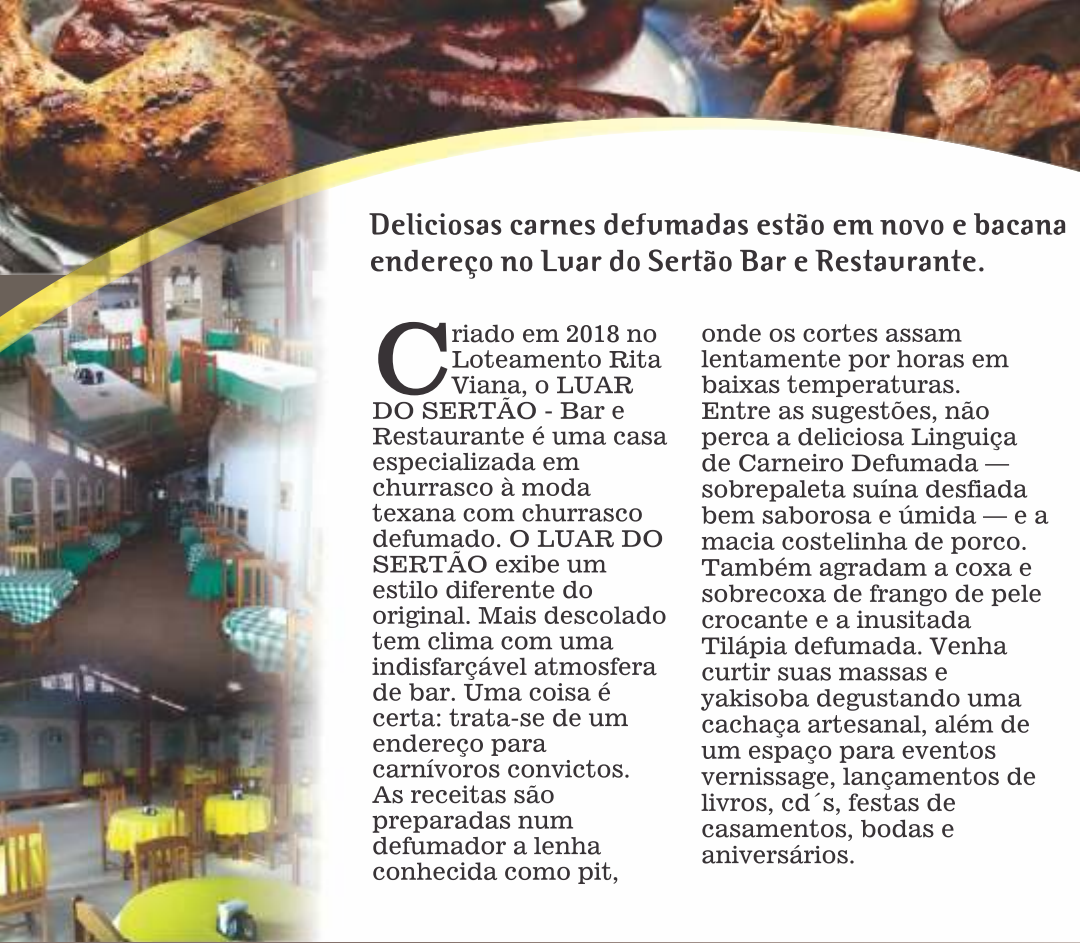 Deliciosas carnes defumadas estão em novo e bacana
endereço no Luar do Sertão Bar e Restaurante.
Criado em 2018 no
Loteamento Rita
Viana, o LUAR
DO SERTÃO - Bar e
Restaurante é uma casa
especializada em
churrasco à moda
texana com churrasco
defumado. O LUAR DO
SERTÃO exibe um
estilo diferente do
original. Mais descolado
tem clima com uma
indisfarçável atmosfera
de bar. Uma coisa é
certa: trata-se de um
endereço para
carnívoros convictos.
As receitas são
preparadas num
defumador a lenha
conhecida como pit,
onde os cortes assam
lentamente por horas em
baixas temperaturas.
Entre as sugestões, não
perca a deliciosa Linguiça
de Carneiro Defumada —
sobrepaleta suína desfiada
bem saborosa e úmida — e a
macia costelinha de porco.
Também agradam a coxa e
sobrecoxa de frango de pele
crocante e a inusitada
Tilápia defumada. Venha
curtir suas massas e
yakisoba degustando uma
cachaça artesanal, além de
um espaço para eventos
vernissage, lançamentos de
livros, cd´s, festas de
casamentos, bodas e
aniversários.